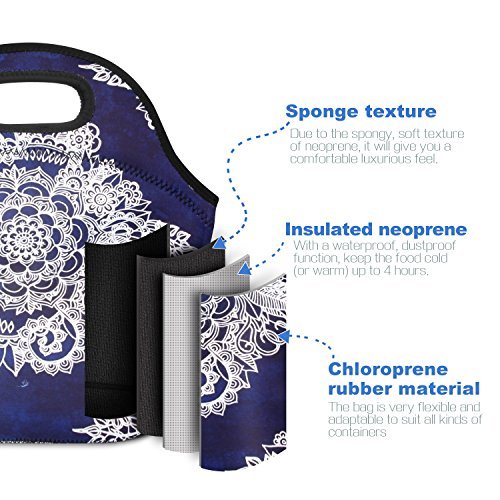 Sponge texture
Due to the spongy, soft texture
of neoprene, it will give you a
comfortable luxurious feel.
Insulated neoprene
With a waterproof, dustproof
function, keep the food cold
(or warm) up to 4 hours.
Chloroprene
rubber material
The bag is very flexible and
adaptable to suit all kinds of
containers